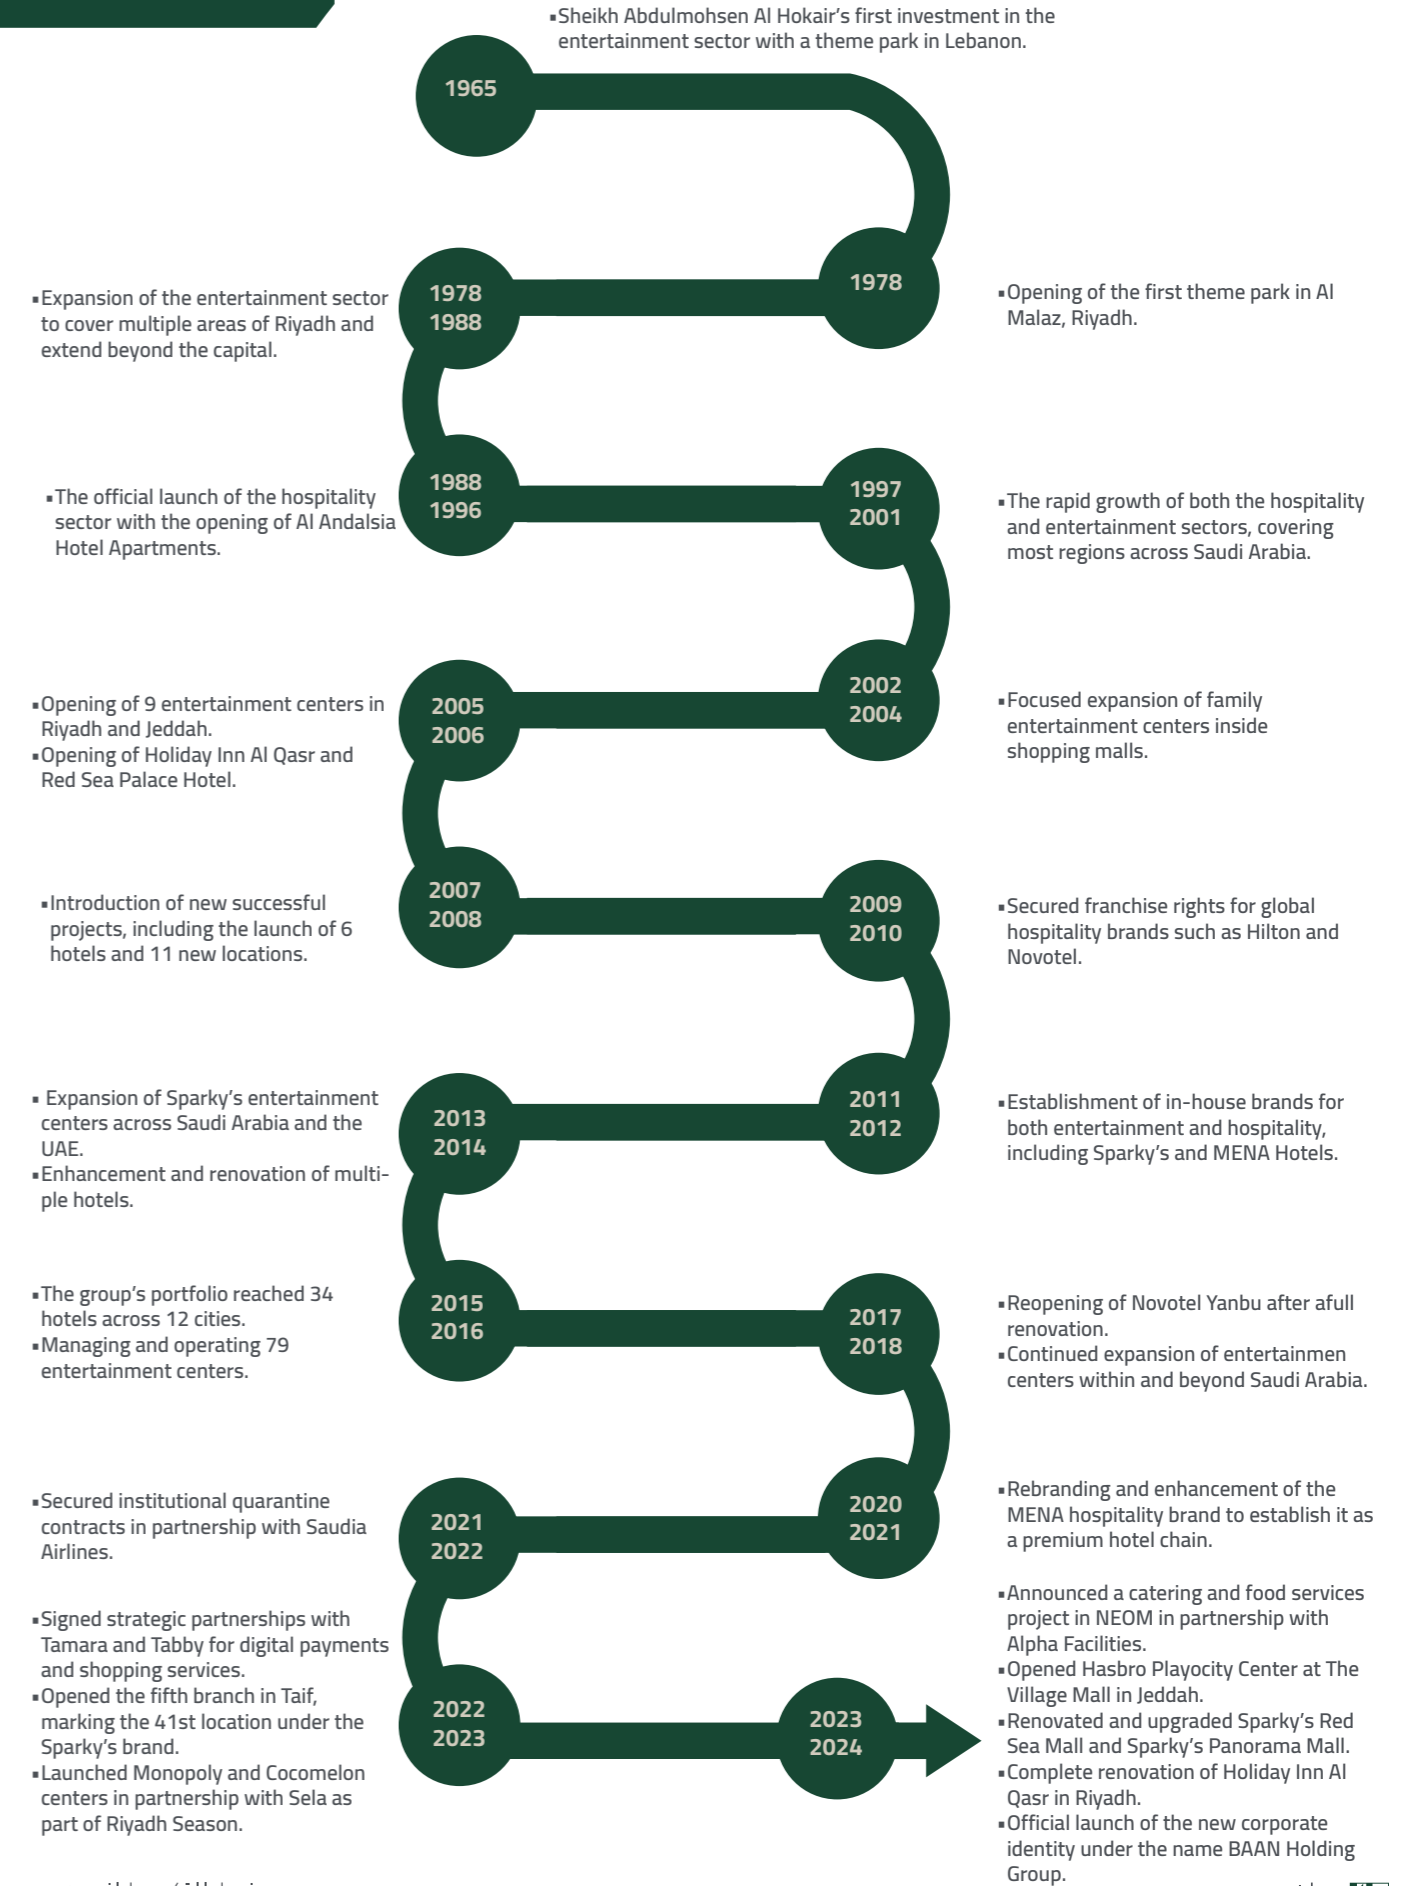 ▪Sheikh Abdulmohsen Al Hokair's first investment in the
entertainment sector with a theme park in Lebanon.
1965
1978
▪Opening of the first theme park in Al
Malaz, Riyadh.
1978
1988
▪Expansion of the entertainment sector
to cover multiple areas of Riyadh and
extend beyond the capital.
1988
1996
▪The official launch of the hospitality
sector with the opening of Al Andalsia
Hotel Apartments.
1997
2001
▪The rapid growth of both the hospitality
and entertainment sectors, covering
most regions across Saudi Arabia.
2002
2004
▪Focused expansion of family
entertainment centers inside
shopping malls.
2005
2006
▪Opening of 9 entertainment centers in
Riyadh and Jeddah.
▪Opening of Holiday Inn Al Qasr and
Red Sea Palace Hotel.
2007
2008
▪Introduction of new successful
projects, including the launch of 6
hotels and 11 new locations.
2009
2010
▪Secured franchise rights for global
hospitality brands such as Hilton and
Novotel.
2011
2012
▪Establishment of in-house brands for
both entertainment and hospitality,
including Sparky's and MENA Hotels.
2013
2014
▪ Expansion of Sparky's entertainment
centers across Saudi Arabia and the
UAE.
▪Enhancement and renovation of multi-
ple hotels.
2015
2016
▪The group's portfolio reached 34
hotels across 12 cities.
▪Managing and operating 79
entertainment centers.
2017
2018
▪Reopening of Novotel Yanbu after afull
renovation.
▪Continued expansion of entertainmen
centers within and beyond Saudi Arabia.
2020
2021
▪Rebranding and enhancement of the
MENA hospitality brand to establish it as
a premium hotel chain.
2021
2022
▪Secured institutional quarantine
contracts in partnership with Saudia
Airlines.
2022
2023
▪Signed strategic partnerships with
Tamara and Tabby for digital payments
and shopping services.
▪Opened the fifth branch in Taif,
marking the 41st location under the
Sparky's brand.
▪Launched Monopoly and Cocomelon
centers in partnership with Sela as
part of Riyadh Season.
2023
2024
▪Announced a catering and food services
project in NEOM in partnership with
Alpha Facilities.
▪Opened Hasbro Playocity Center at The
Village Mall in Jeddah.
▪Renovated and upgraded Sparky's Red
Sea Mall and Sparky's Panorama Mall.
▪Complete renovation of Holiday Inn Al
Qasr in Riyadh.
▪Official launch of the new corporate
identity under the name BAAN Holding
Group.